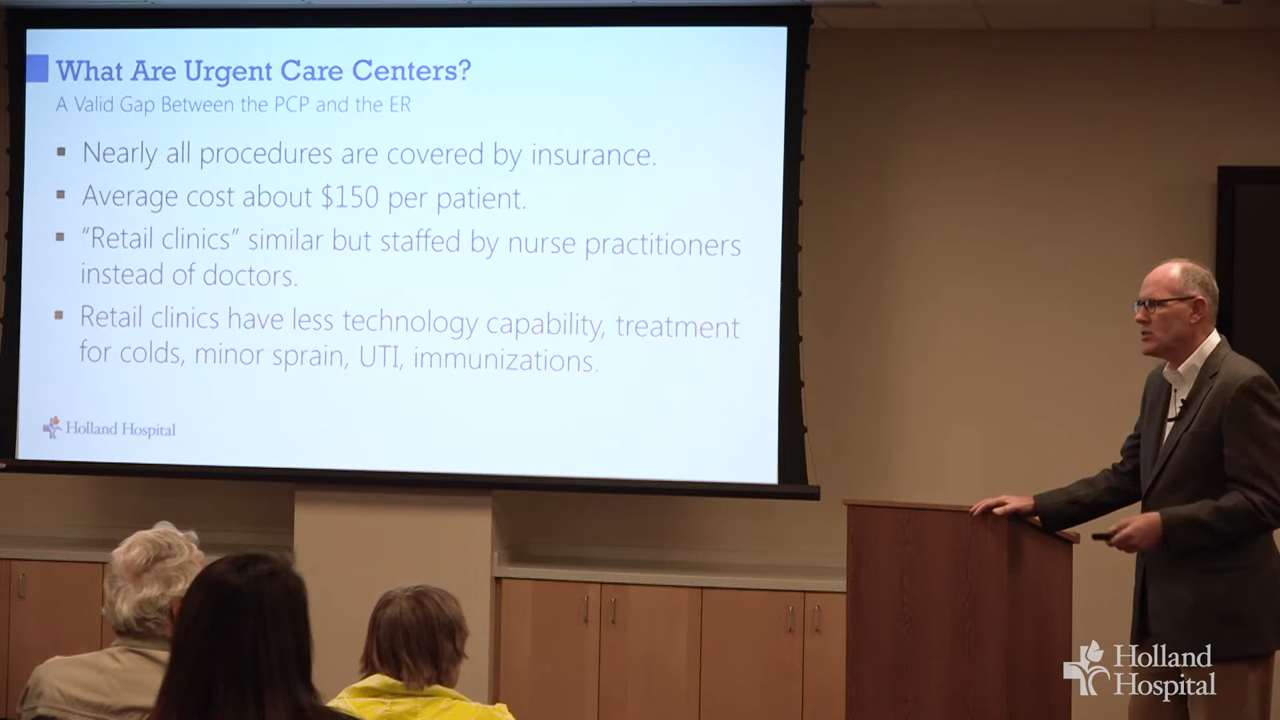 What Are Urgent Care Centers?
A Valid Gap Between the PCP and the ER
▪ Nearly all procedures are covered by insurance.
▪ Average cost about $150 per patient.
▪ “Retail clinics” similar but staffed by nurse practitioners
instead of doctors.
▪ Retail clinics have less technology capability, treatment
for colds, minor sprain, UTI, immunizations.
Holland Hospital
Holland
Hospital